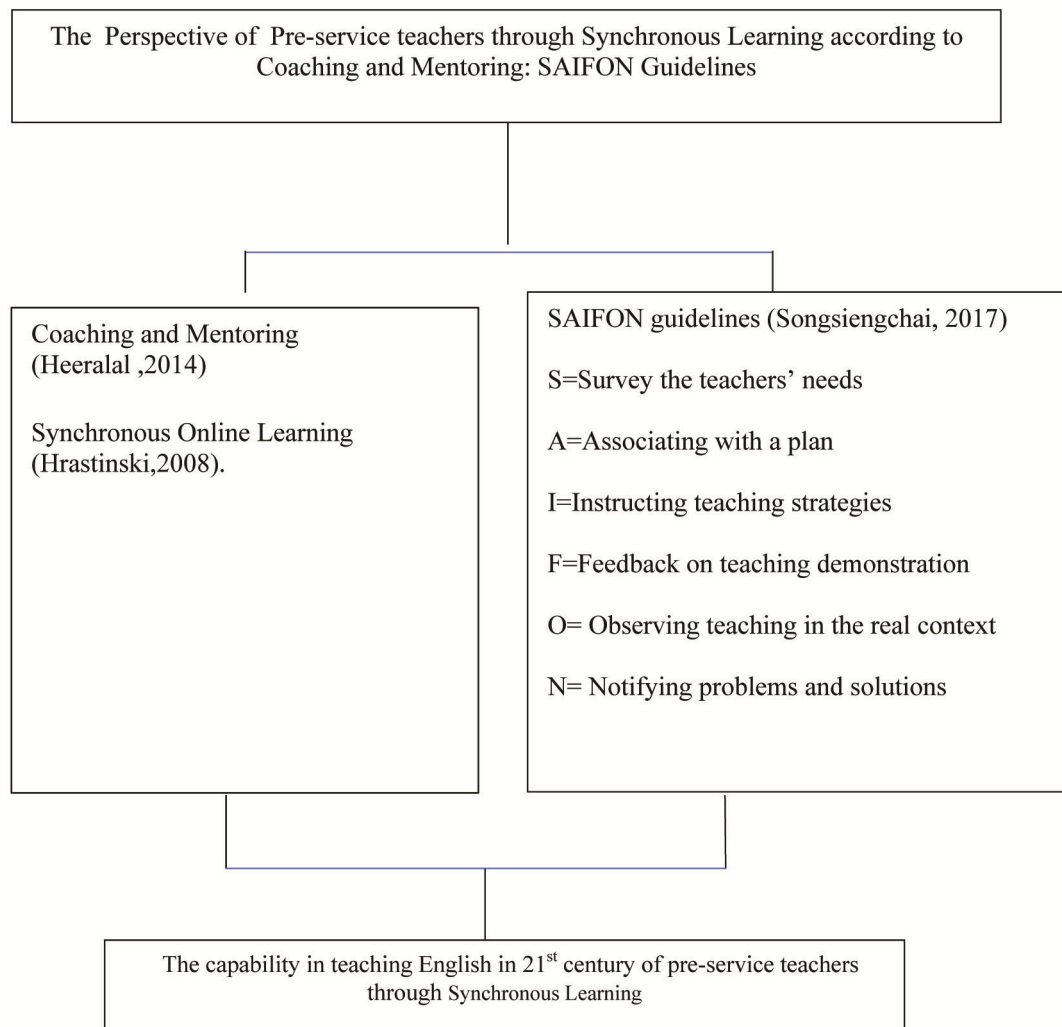 The Perspective of Pre-service teachers through Synchronous Learning according to
Coaching and Mentoring: SAIFON Guidelines
Coaching and Mentoring
(Heeralal ,2014)
Synchronous Online Learning
(Hrastinski,2008).
SAIFON guidelines (Songsiengchai, 2017)
S=Survey the teachers’ needs
A=Associating with a plan
I=Instructing teaching strategies
F=Feedback on teaching demonstration
O= Observing teaching in the real context
N= Notifying problems and solutions
The capability in teaching English in 21st century of pre-service teachers
through Synchronous Learning